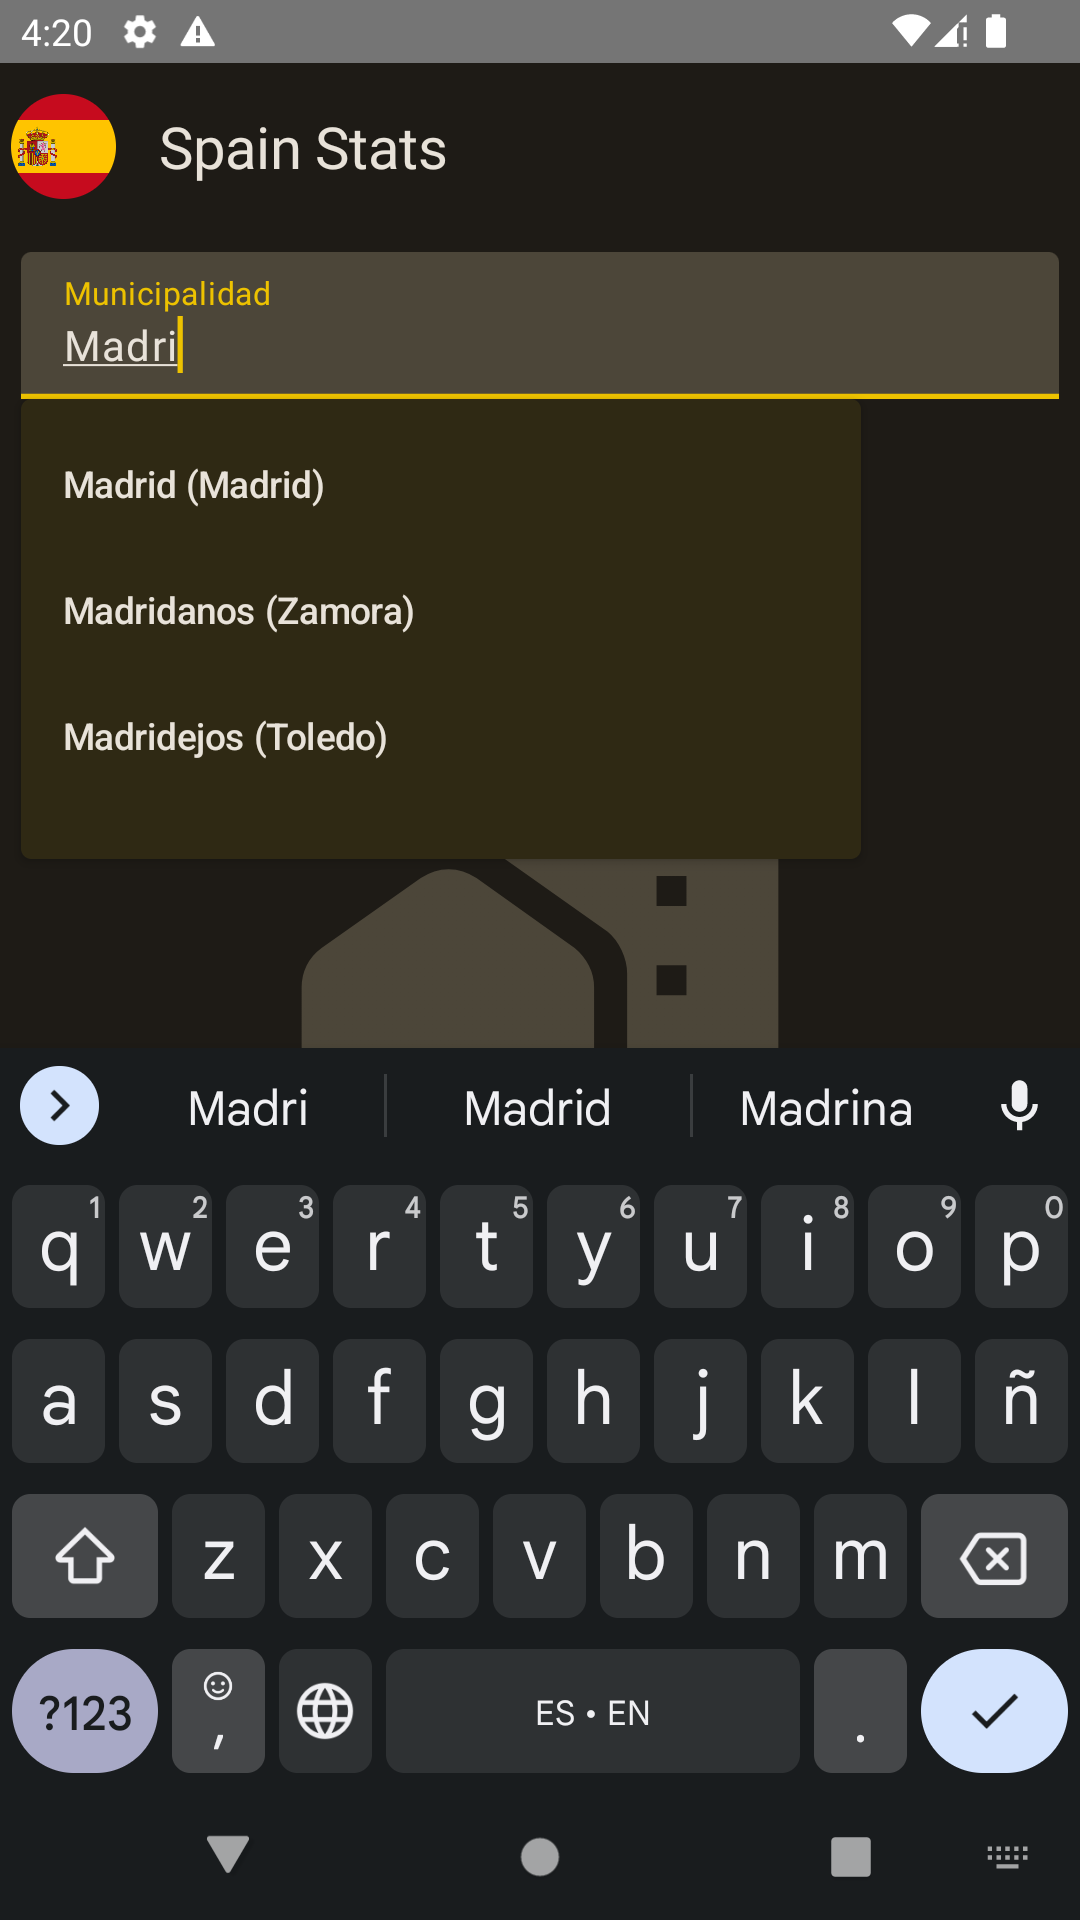 4:20
Spain Stats
Municipalidad
Madri
Madrid (Madrid)
Madridanos (Zamora)
Madridejos (Toledo)
Madri Madrid Madrina
1 2 3 4 5 6 7 8 9 0
q w e r t y u i o p
a s d f g h j k l ñ
z x c v b n m
?123 , ES • EN .